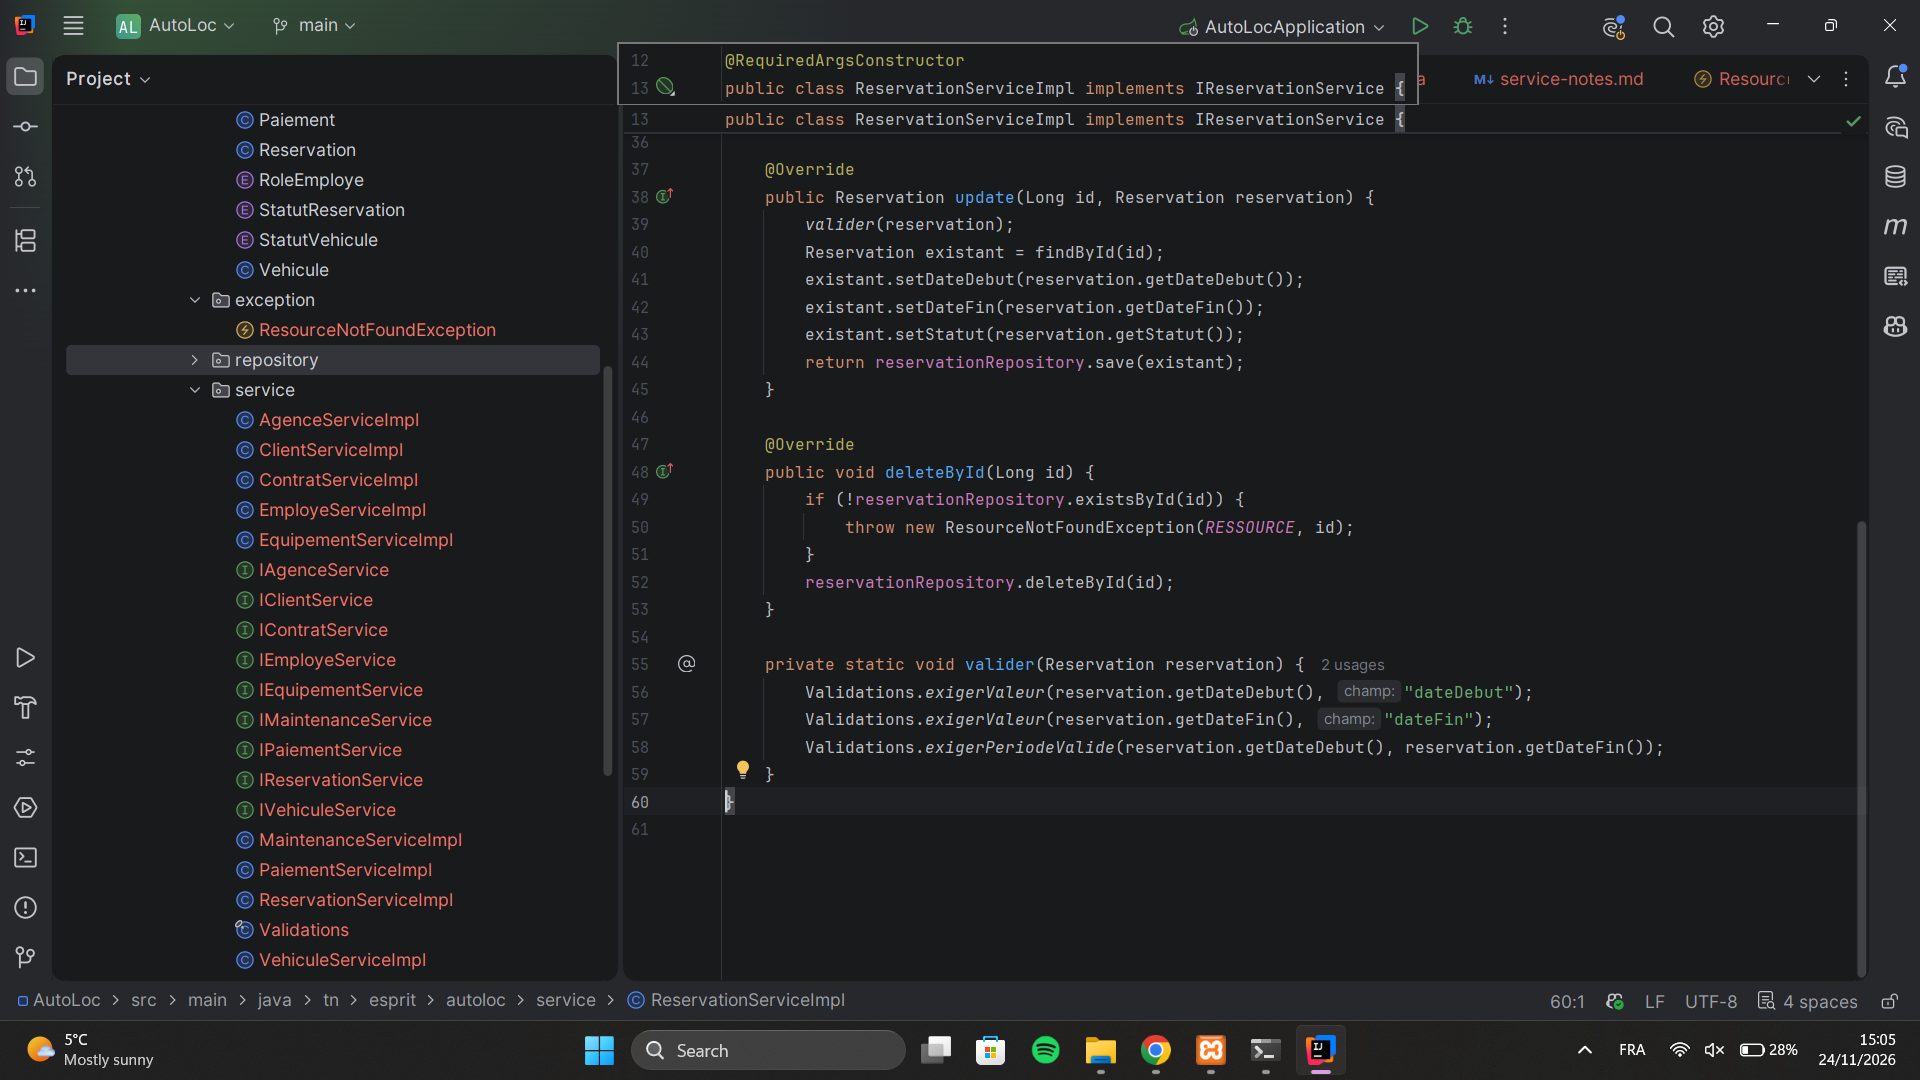 AL AutoLoc
main
AutoLocApplication
Project
Paiement
Reservation
RoleEmploye
StatutReservation
StatutVehicule
Vehicule
exception
ResourceNotFoundException
repository
service
AgenceServiceImpl
ClientServiceImpl
ContratServiceImpl
EmployeServiceImpl
EquipementServiceImpl
IAgenceService
IClientService
IContratService
IEmployeService
IEquipementService
IMaintenanceService
IPaiementService
IReservationService
IVehiculeService
MaintenanceServiceImpl
PaiementServiceImpl
ReservationServiceImpl
Validations
VehiculeServiceImpl
service-notes.md
12 @RequiredArgsConstructor
13 public class ReservationServiceImpl implements IReservationService {
13 public class ReservationServiceImpl implements IReservationService {
36
37 @Override
38 public Reservation update(Long id, Reservation reservation) {
39 valider(reservation);
40 Reservation existant = findById(id);
41 existant.setDateDebut(reservation.getDateDebut());
42 existant.setDateFin(reservation.getDateFin());
43 existant.setStatut(reservation.getStatut());
44 return reservationRepository.save(existant);
45 }
46
47 @Override
48 public void deleteById(Long id) {
49 if (!reservationRepository.existsById(id)) {
50 throw new ResourceNotFoundException(RESSOURCE, id);
51 }
52 reservationRepository.deleteById(id);
53 }
54
55 @ private static void valider(Reservation reservation) { 2 usages
56 Validations.exigerValeur(reservation.getDateDebut(), champ: "dateDebut");
57 Validations.exigerValeur(reservation.getDateFin(), champ: "dateFin");
58 Validations.exigerPeriodeValide(reservation.getDateDebut(), reservation.getDateFin());
59 }
60 }
61
AutoLoc > src > main > java > tn > esprit > autoloc > service > ReservationServiceImpl
60:1 LF UTF-8 4 spaces
5°C
Mostly sunny
Search
FRA
28%
15:05
24/11/2026